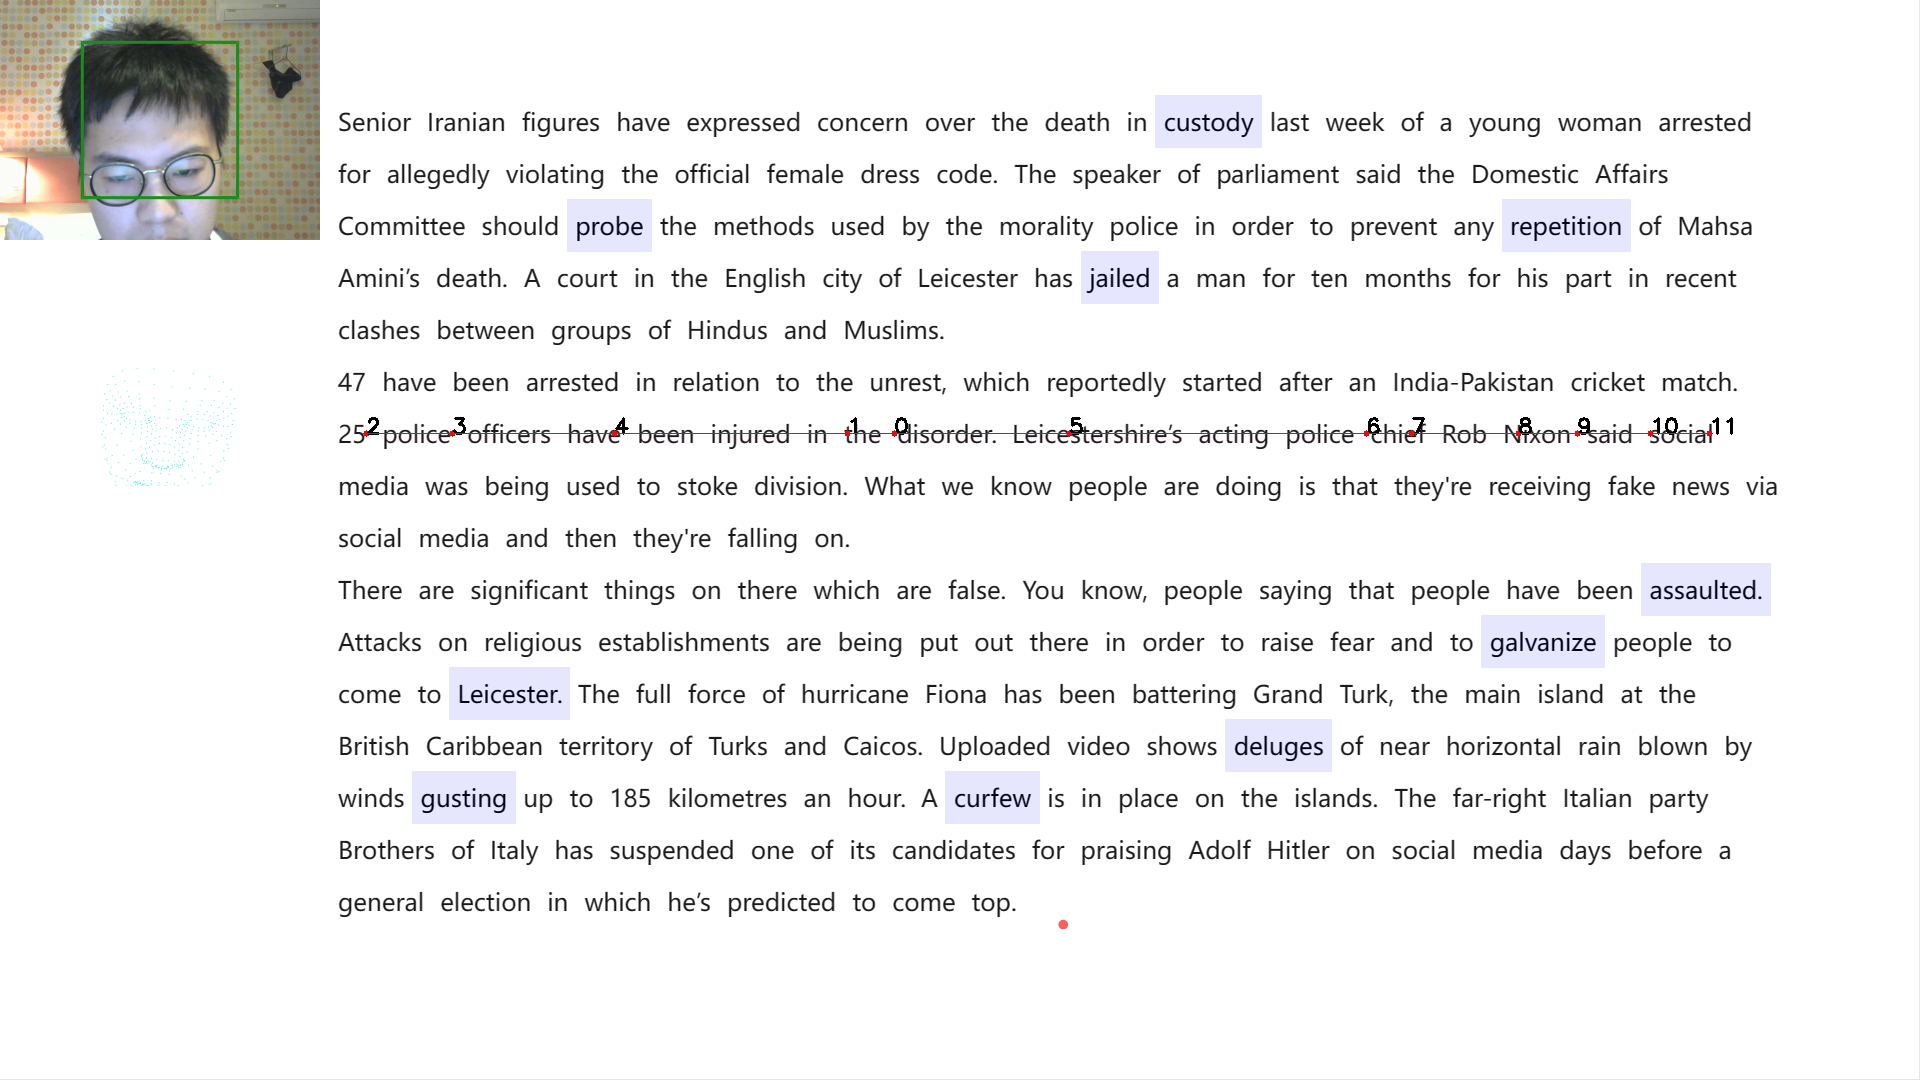 Senior Iranian figures have expressed concern over the death in custody last week of a young woman arrested
for allegedly violating the official female dress code. The speaker of parliament said the Domestic Affairs
Committee should probe the methods used by the morality police in order to prevent any repetition of Mahsa
Amini’s death. A court in the English city of Leicester has jailed a man for ten months for his part in recent
clashes between groups of Hindus and Muslims.
47 have been arrested in relation to the unrest, which reportedly started after an India-Pakistan cricket match.
2 3 4 1 0 5 6 7 8 9 10 11
25 police officers have been injured in the disorder. Leicestershire’s acting police chief Rob Nixon said social
media was being used to stoke division. What we know people are doing is that they're receiving fake news via
social media and then they're falling on.
There are significant things on there which are false. You know, people saying that people have been assaulted.
Attacks on religious establishments are being put out there in order to raise fear and to galvanize people to
come to Leicester. The full force of hurricane Fiona has been battering Grand Turk, the main island at the
British Caribbean territory of Turks and Caicos. Uploaded video shows deluges of near horizontal rain blown by
winds gusting up to 185 kilometres an hour. A curfew is in place on the islands. The far-right Italian party
Brothers of Italy has suspended one of its candidates for praising Adolf Hitler on social media days before a
general election in which he’s predicted to come top.